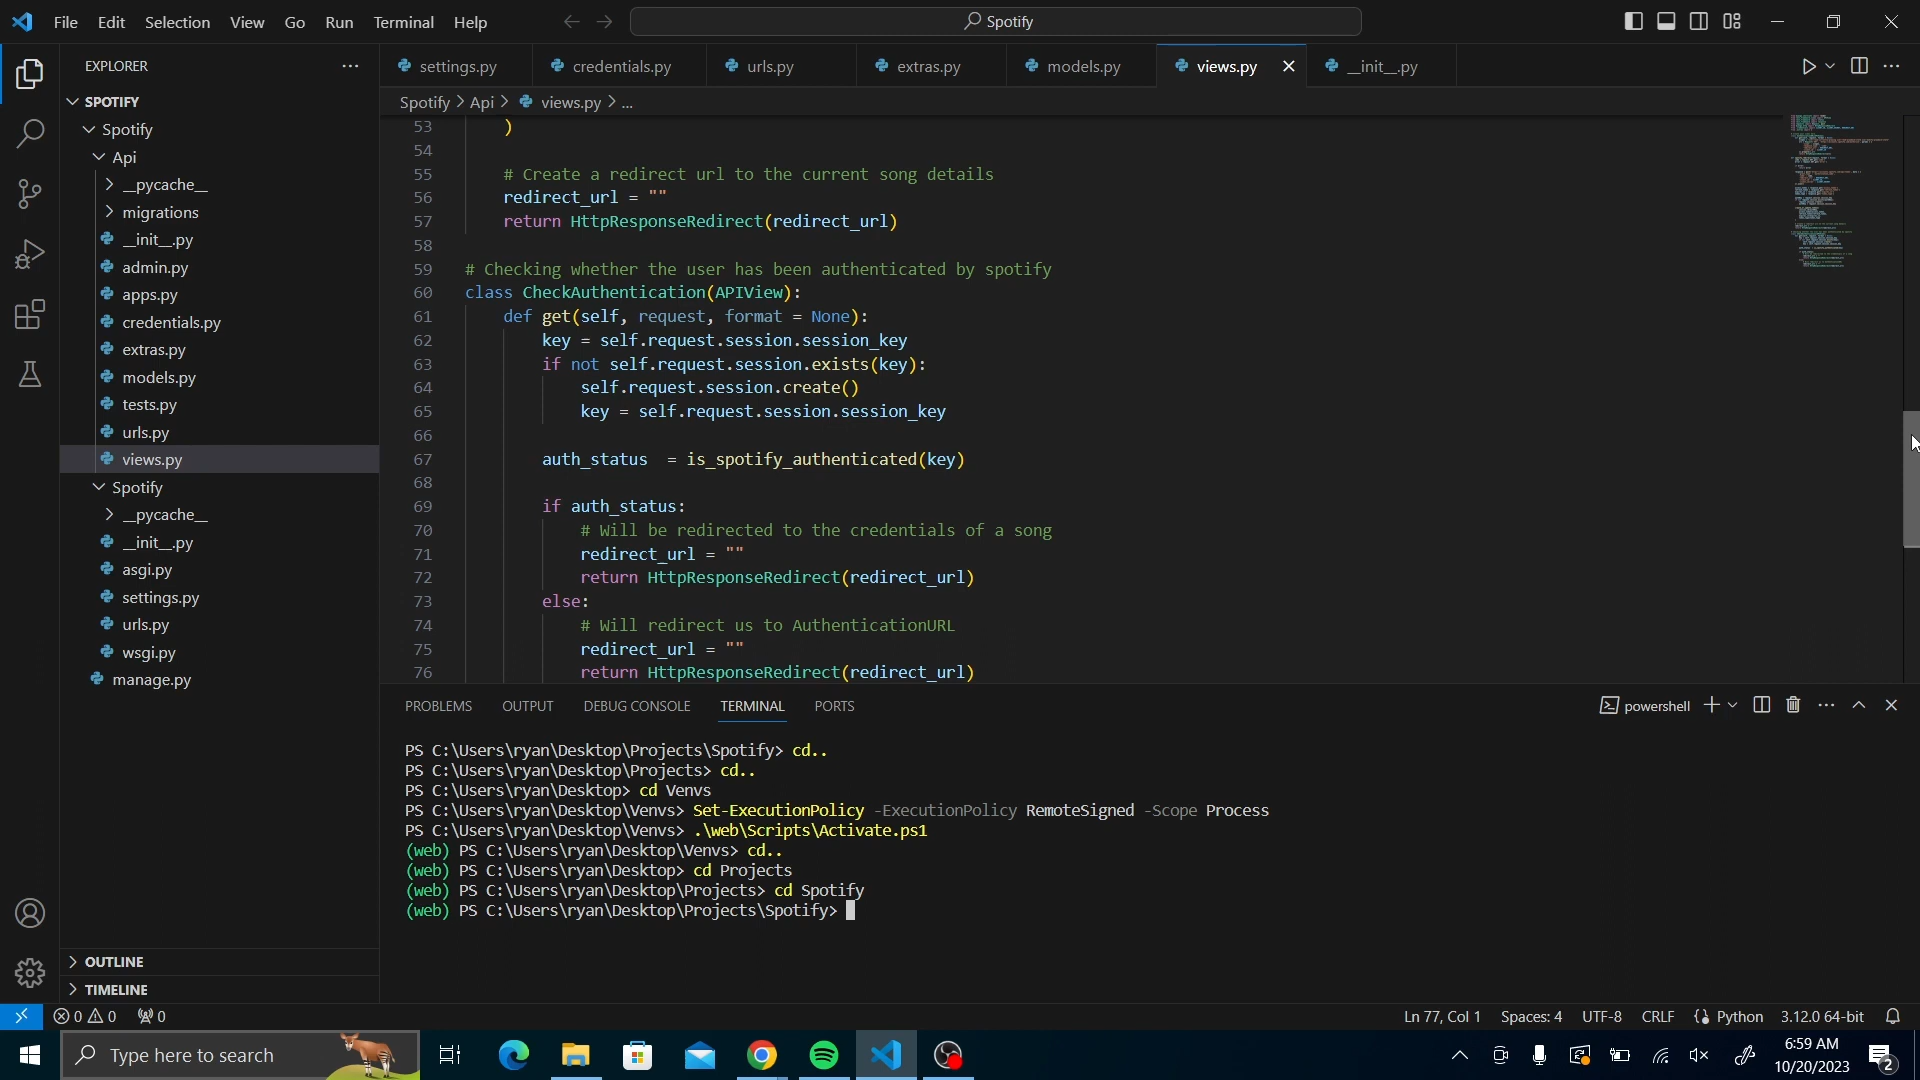 File Edit Selection View Go Run Terminal Help
Spotify
EXPLORER
settings.py credentials.py urls.py extras.py models.py views.py __init__.py
SPOTIFY
Spotify > Api > views.py > ...
Spotify
Api
__pycache__
migrations
__init__.py
admin.py
apps.py
credentials.py
extras.py
models.py
tests.py
urls.py
views.py
Spotify
__pycache__
__init__.py
asgi.py
settings.py
urls.py
wsgi.py
manage.py
OUTLINE
TIMELINE
53 )
54
55 # Create a redirect url to the current song details
56 redirect_url = ""
57 return HttpResponseRedirect(redirect_url)
58
59 # Checking whether the user has been authenticated by spotify
60 class CheckAuthentication(APIView):
61 def get(self, request, format = None):
62 key = self.request.session.session_key
63 if not self.request.session.exists(key):
64 self.request.session.create()
65 key = self.request.session.session_key
66
67 auth_status  = is_spotify_authenticated(key)
68
69 if auth_status:
70 # Will be redirected to the credentials of a song
71 redirect_url = ""
72 return HttpResponseRedirect(redirect_url)
73 else:
74 # Will redirect us to AuthenticationURL
75 redirect_url = ""
76 return HttpResponseRedirect(redirect_url)
PROBLEMS OUTPUT DEBUG CONSOLE TERMINAL PORTS
powershell
PS C:\Users\ryan\Desktop\Projects\Spotify> cd..
PS C:\Users\ryan\Desktop\Projects> cd..
PS C:\Users\ryan\Desktop> cd Venvs
PS C:\Users\ryan\Desktop\Venvs> Set-ExecutionPolicy -ExecutionPolicy RemoteSigned -Scope Process
PS C:\Users\ryan\Desktop\Venvs> .\web\Scripts\Activate.ps1
(web) PS C:\Users\ryan\Desktop\Venvs> cd..
(web) PS C:\Users\ryan\Desktop> cd Projects
(web) PS C:\Users\ryan\Desktop\Projects> cd Spotify
(web) PS C:\Users\ryan\Desktop\Projects\Spotify>
0 0 0
Ln 77, Col 1 Spaces: 4 UTF-8 CRLF Python 3.12.0 64-bit
Type here to search
6:59 AM
10/20/2023
2